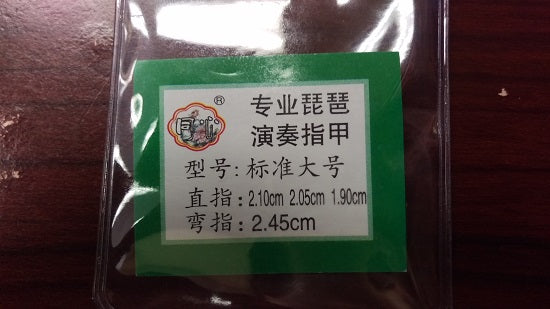 ®
专业琵琶
演奏指甲
型号:标准大号
直指:2.10cm 2.05cm 1.90cm
弯指:2.45cm